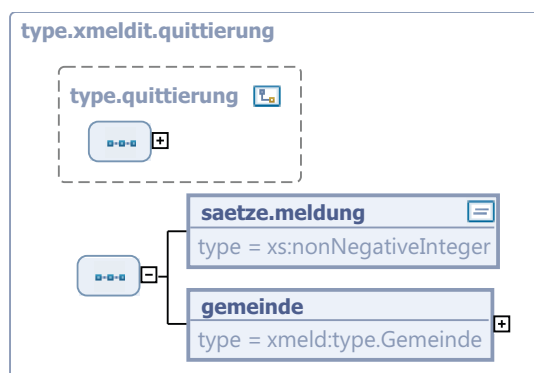 type.xmeldit.quittierung
type.quittierung
saetze.meldung
type = xs:nonNegativeInteger
gemeinde
type = xmeld:type.Gemeinde